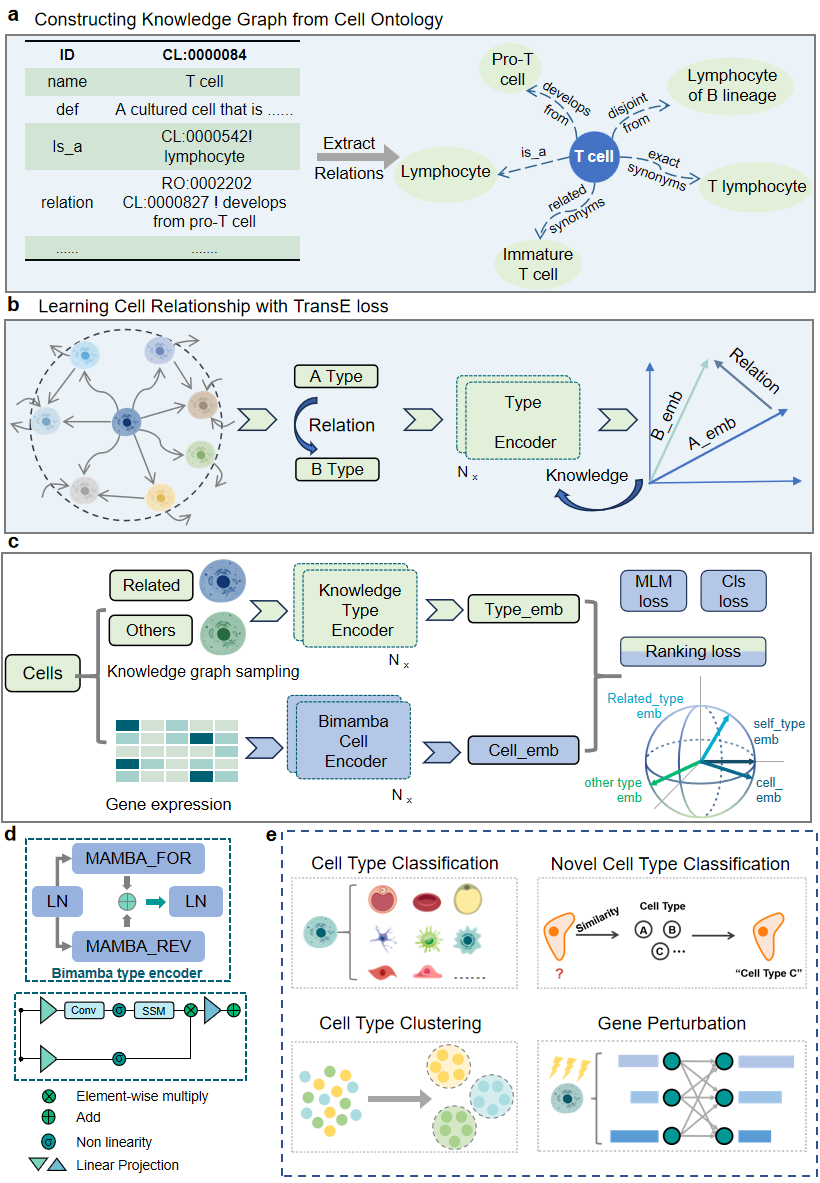 a Constructing Knowledge Graph from Cell Ontology
ID CL:0000084
name T cell
def A cultured cell that is ......
Is_a CL:0000542!
lymphocyte
relation RO:0002202
CL:0000827 ! develops
from pro-T cell
...... .......
Extract
Relations
Pro-T
cell
develops
from
disjoint
from
Lymphocyte
of B lineage
Lymphocyte
is_a
T cell
exact
synonyms
T lymphocyte
related
synonyms
Immature
T cell
b Learning Cell Relationship with TransE loss
A Type
Relation
B Type
Type
Encoder
N x
Knowledge
B_emb
A_emb
Relation
c
Cells
Related
Others
Knowledge graph sampling
Knowledge
Type
Encoder
N x
Type_emb
Gene expression
Bimamba
Cell
Encoder
N x
Cell_emb
MLM
loss
Cls
loss
Ranking loss
Related_type
emb
self_type
emb
other type
emb
cell_
emb
d
MAMBA_FOR
LN
LN
MAMBA_REV
Bimamba type encoder
Conv
σ
SSM
σ
Element-wise multiply
Add
σ Non linearity
Linear Projection
e
Cell Type Classification
......
Novel Cell Type Classification
Similarity
Cell Type
A B
C ...
?
“Cell Type C”
Cell Type Clustering
Gene Perturbation